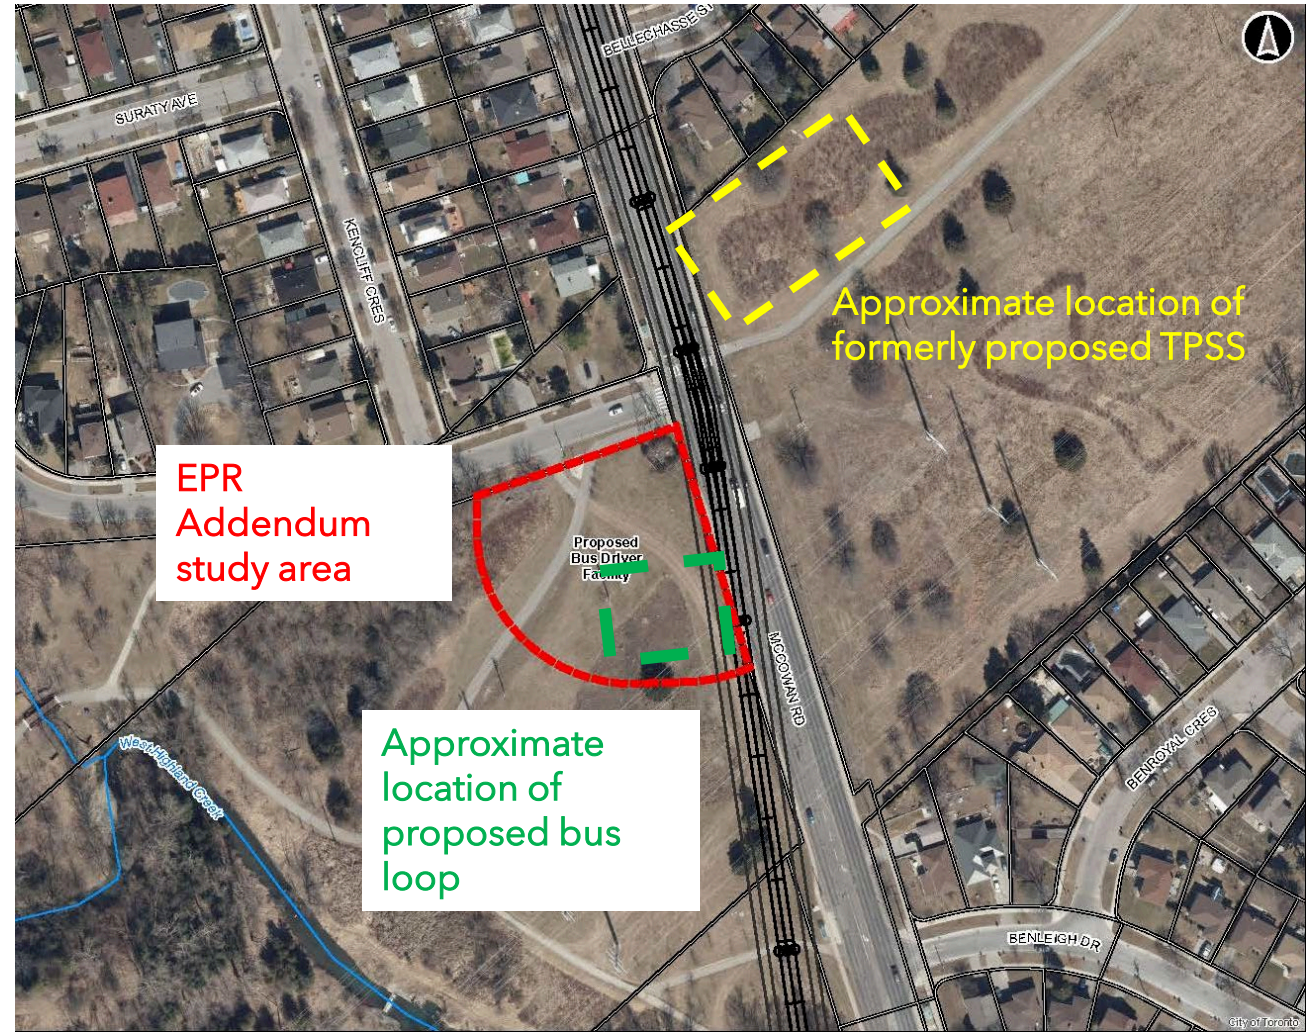 BELLECHASSE ST
SURATY AVE
KENCLIFF CRES
Approximate location of
formerly proposed TPSS
EPR
Addendum
study area
Proposed
Bus Driver
Facility
MCCOWAN RD
Approximate
location of
proposed bus
loop
West Highland Creek
BENROYAL CRES
BENLEIGH DR
City of Toronto